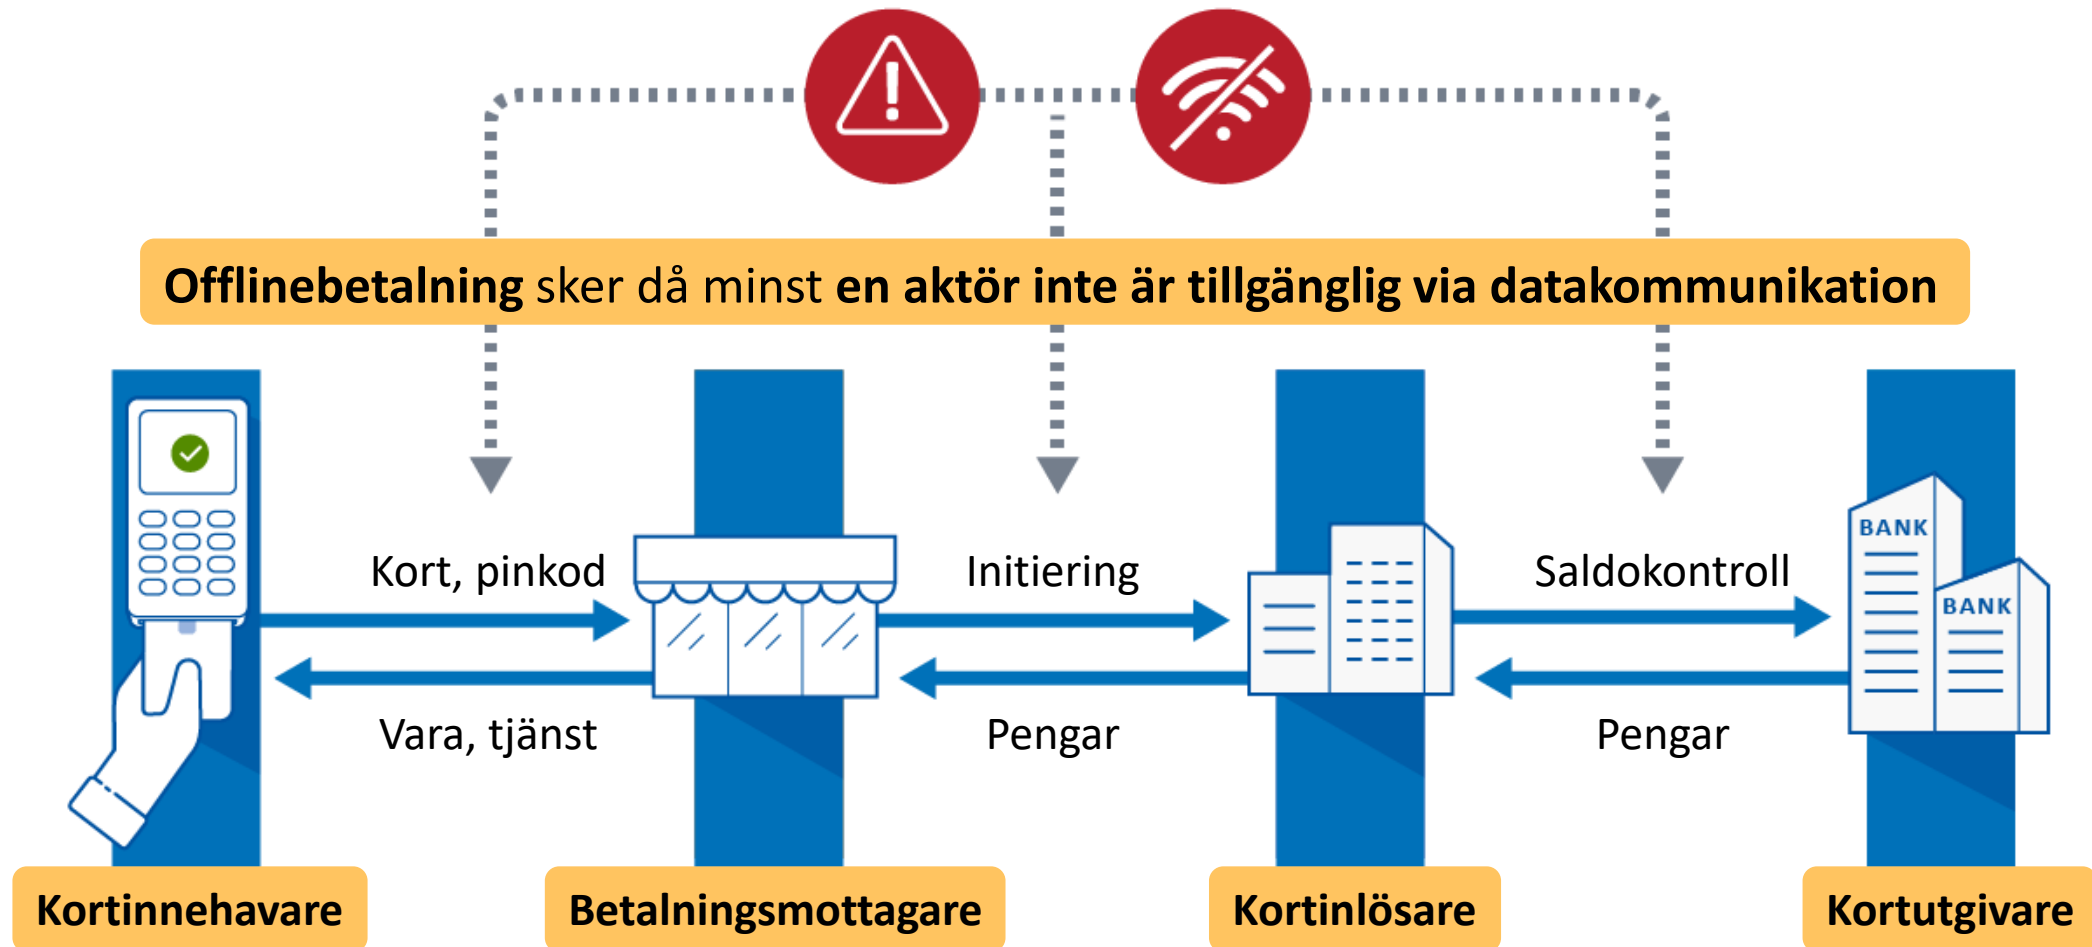 Offlinebetalning sker då minst en aktör inte är tillgänglig via datakommunikation
Kort, pinkod
Initiering
Saldokontroll
BANK
BANK
Vara, tjänst
Pengar
Pengar
Kortinnehavare
Betalningsmottagare
Kortinlösare
Kortutgivare